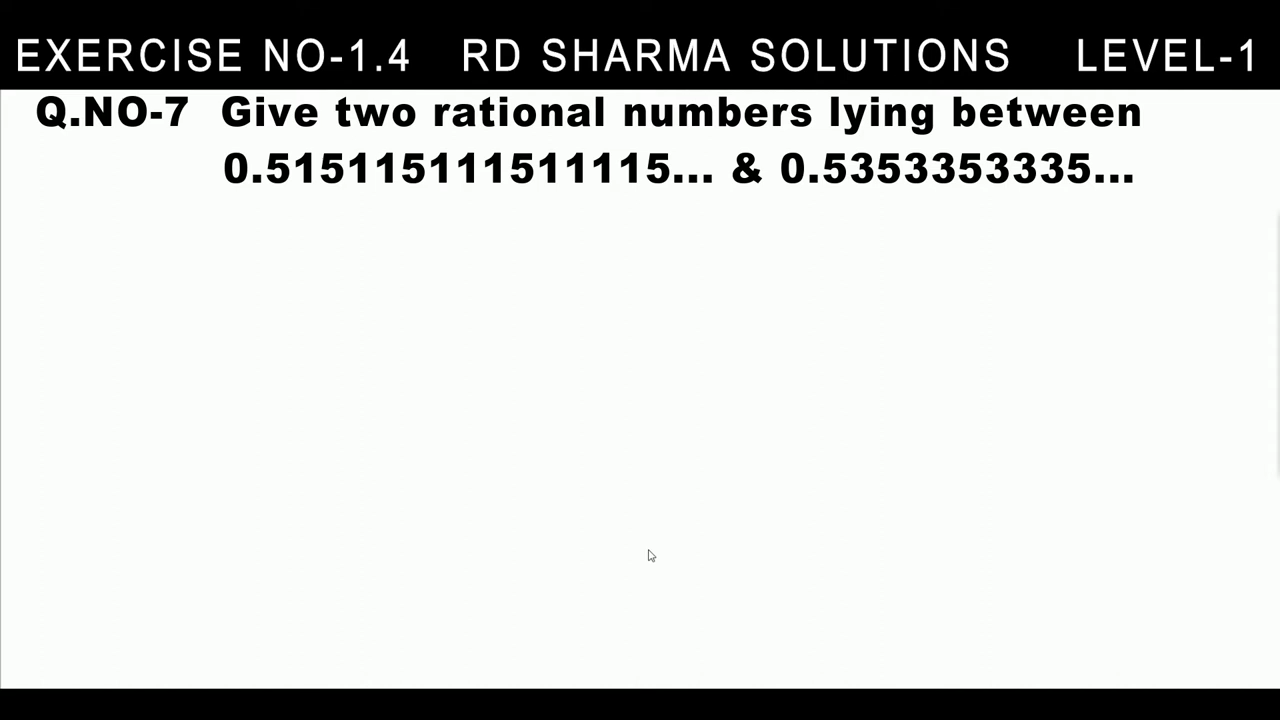 EXERCISE NO-1.4 RD SHARMA SOLUTIONS LEVEL-1
Q.NO-7 Give two rational numbers lying between
0.515115111511115... & 0.5353353335...